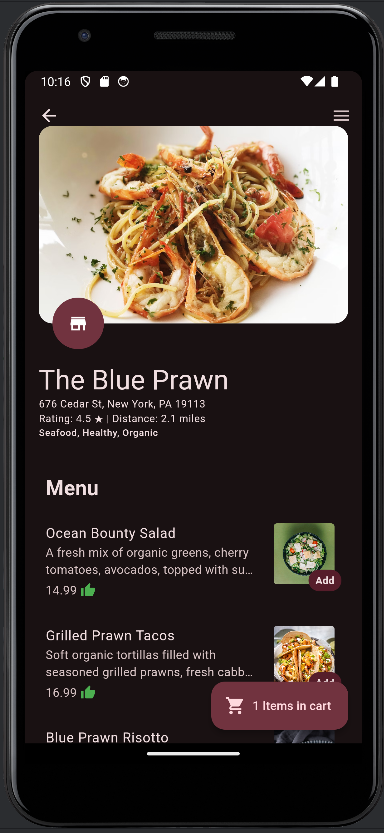 10:16
The Blue Prawn
676 Cedar St, New York, PA 19113
Rating: 4.5 ★ | Distance: 2.1 miles
Seafood, Healthy, Organic
Menu
Ocean Bounty Salad
A fresh mix of organic greens, cherry
tomatoes, avocados, topped with su...
Add
14.99
Grilled Prawn Tacos
Soft organic tortillas filled with
seasoned grilled prawns, fresh cabb...
Add
16.99
1 Items in cart
Blue Prawn Risotto